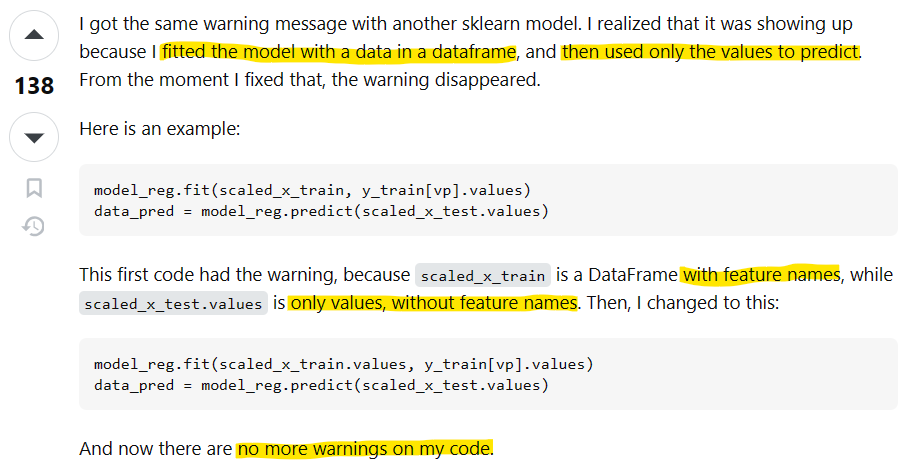 I got the same warning message with another sklearn model. I realized that it was showing up
because I fitted the model with a data in a dataframe, and then used only the values to predict.
138
From the moment I fixed that, the warning disappeared.
Here is an example:
model_reg.fit(scaled_x_train, y_train[vp].values)
data_pred = model_reg.predict(scaled_x_test.values)
This first code had the warning, because scaled_x_train is a DataFrame with feature names, while
scaled_x_test.values is only values, without feature names. Then, I changed to this:
model_reg.fit(scaled_x_train.values, y_train[vp].values)
data_pred = model_reg.predict(scaled_x_test.values)
And now there are no more warnings on my code.